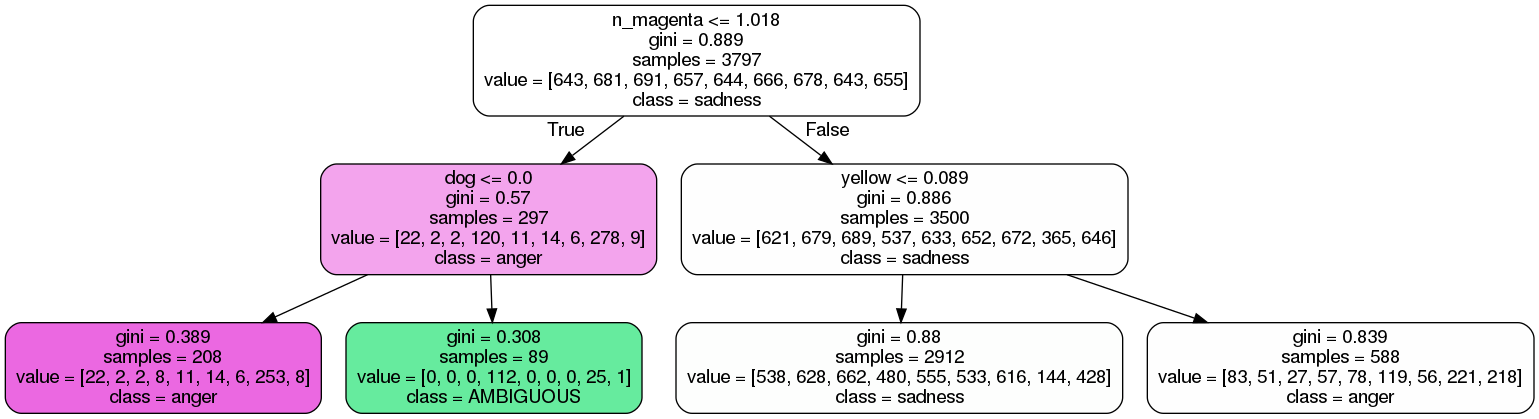 n_magenta <= 1.018
gini = 0.889
samples = 3797
value = [643, 681, 691, 657, 644, 666, 678, 643, 655]
class = sadness
True
False
dog <= 0.0
gini = 0.57
samples = 297
value = [22, 2, 2, 120, 11, 14, 6, 278, 9]
class = anger
yellow <= 0.089
gini = 0.886
samples = 3500
value = [621, 679, 689, 537, 633, 652, 672, 365, 646]
class = sadness
gini = 0.389
samples = 208
value = [22, 2, 2, 8, 11, 14, 6, 253, 8]
class = anger
gini = 0.308
samples = 89
value = [0, 0, 0, 112, 0, 0, 0, 25, 1]
class = AMBIGUOUS
gini = 0.88
samples = 2912
value = [538, 628, 662, 480, 555, 533, 616, 144, 428]
class = sadness
gini = 0.839
samples = 588
value = [83, 51, 27, 57, 78, 119, 56, 221, 218]
class = anger